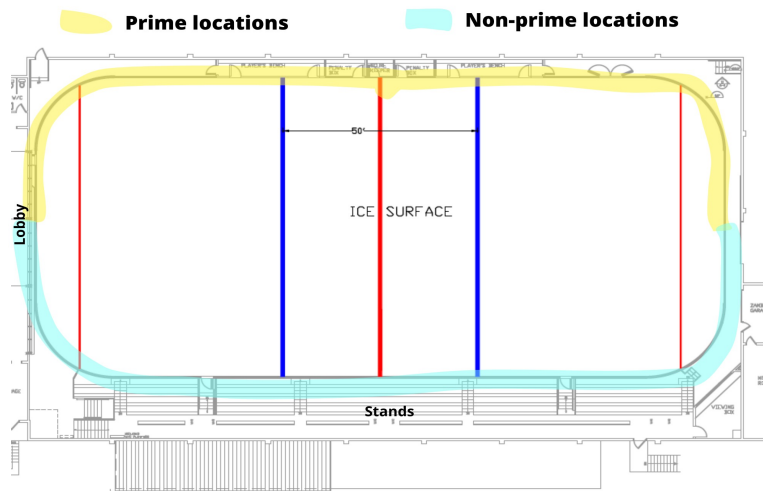 Prime locations
Non-prime locations
PLAYER'S BENCH
PENALTY
BOX
PENALTY
BOX
PLAYER'S BENCH
W/C
50'
ICE SURFACE
Lobby
Stands
VIEWING
BOX